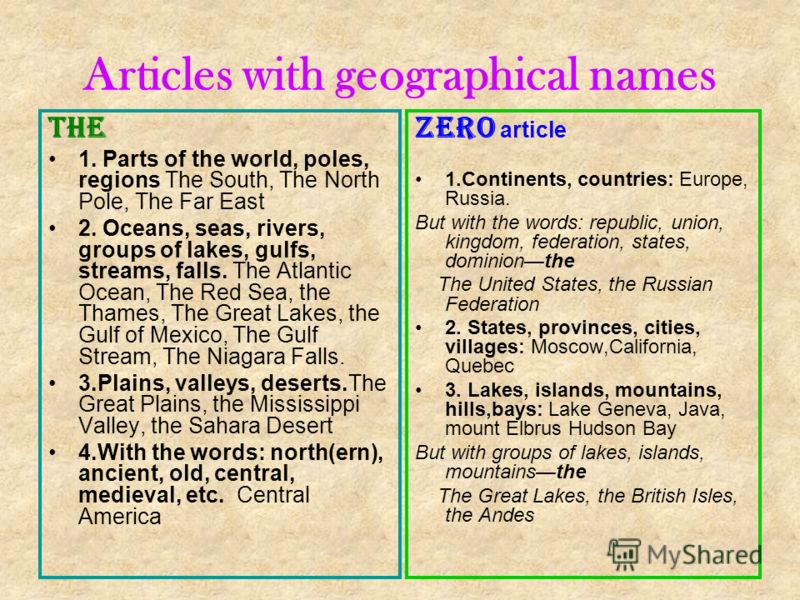 Articles with geographical names
THE
• 1. Parts of the world, poles,
regions The South, The North
Pole, The Far East
• 2. Oceans, seas, rivers,
groups of lakes, gulfs,
streams, falls. The Atlantic
Ocean, The Red Sea, the
Thames, The Great Lakes, the
Gulf of Mexico, The Gulf
Stream, The Niagara Falls.
• 3.Plains, valleys, deserts.The
Great Plains, the Mississippi
Valley, the Sahara Desert
• 4.With the words: north(ern),
ancient, old, central,
medieval, etc. Central
America
ZERO article
• 1.Continents, countries: Europe,
Russia.
But with the words: republic, union,
kingdom, federation, states,
dominion—the
The United States, the Russian
Federation
• 2. States, provinces, cities,
villages: Moscow,California,
Quebec
• 3. Lakes, islands, mountains,
hills,bays: Lake Geneva, Java,
mount Elbrus Hudson Bay
But with groups of lakes, islands,
mountains—the
The Great Lakes, the British Isles,
the Andes
MyShared